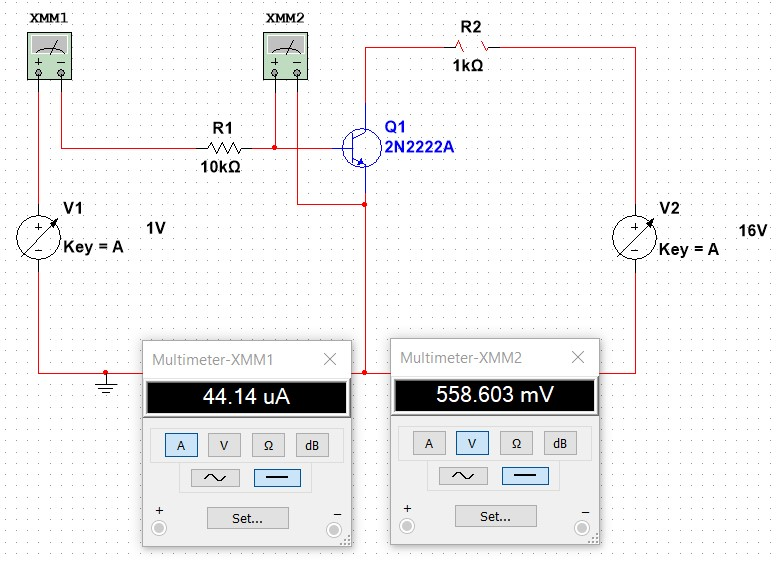 XMM1
XMM2
R2
1kΩ
R1
10kΩ
Q1
2N2222A
V1
1V
Key = A
V2
16V
Key = A
Multimeter-XMM1
44.14 uA
A V Ω dB
+ −
Set...
Multimeter-XMM2
558.603 mV
A V Ω dB
+ −
Set...